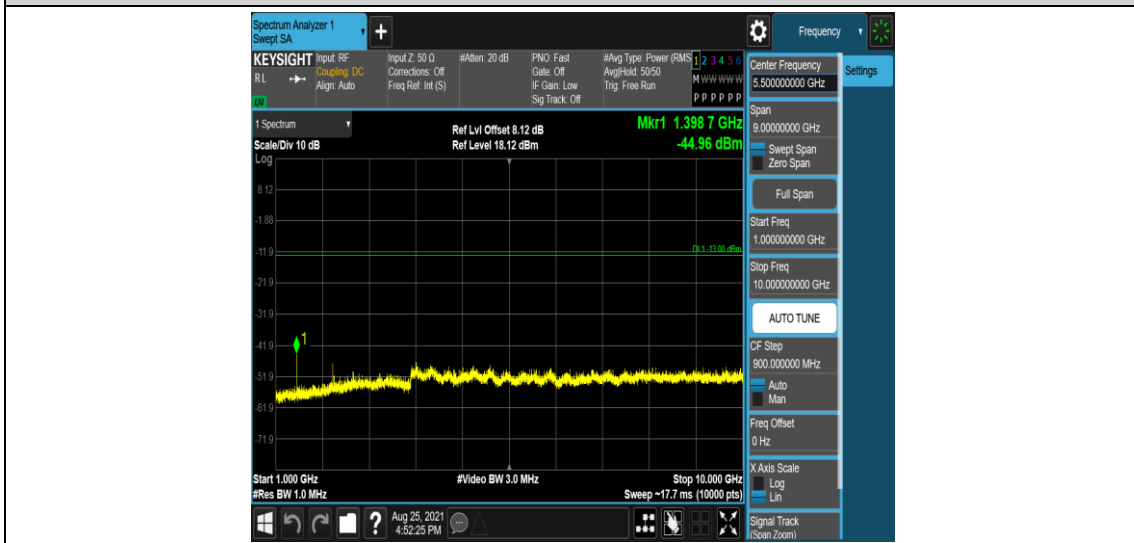 Spectrum Analyzer 1
Swept SA
+
Frequency
KEYSIGHT
RL
LXI
Input: RF
Coupling: DC
Align: Auto
Input Z: 50 Ω
Corrections: Off
Freq Ref: Int (S)
#Atten: 20 dB
PNO: Fast
Gate: Off
IF Gain: Low
Sig Track: Off
#Avg Type: Power (RMS
Avg|Hold: 50/50
Trig: Free Run
1 2 3 4 5 6
M W W W W W
P P P P P P
Center Frequency
5.500000000 GHz
Settings
1 Spectrum
Scale/Div 10 dB
Ref Lvl Offset 8.12 dB
Ref Level 18.12 dBm
Mkr1 1.398 7 GHz
-44.96 dBm
Log
8.12
-1.88
-11.9
-21.9
-31.9
-41.9
-51.9
-61.9
-71.9
DL1 -13.00 dBm
1
Start 1.000 GHz
#Res BW 1.0 MHz
#Video BW 3.0 MHz
Stop 10.000 GHz
Sweep ~17.7 ms (10000 pts)
Span
9.00000000 GHz
Swept Span
Zero Span
Full Span
Start Freq
1.000000000 GHz
Stop Freq
10.000000000 GHz
AUTO TUNE
CF Step
900.000000 MHz
Auto
Man
Freq Offset
0 Hz
X Axis Scale
Log
Lin
Signal Track
(Span Zoom)
?
Aug 25, 2021
4:52:25 PM